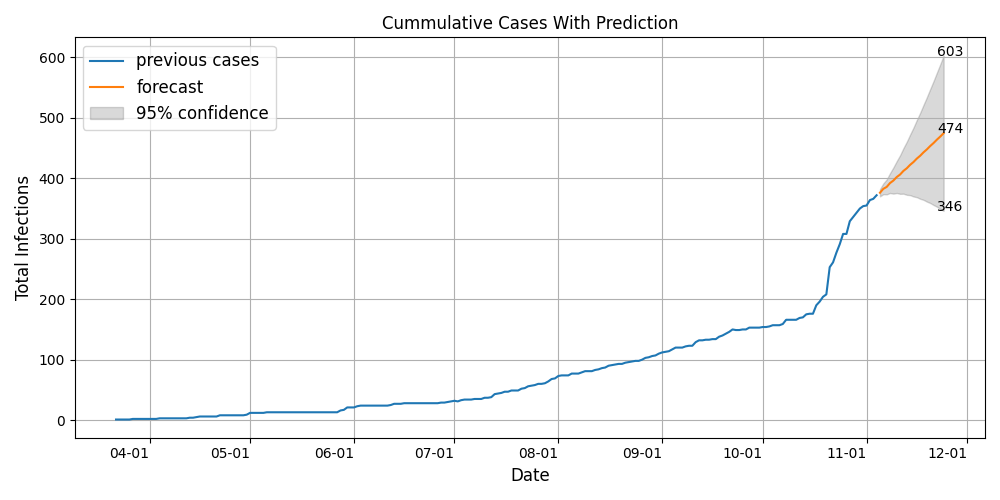 Cummulative Cases With Prediction
previous cases
forecast
95% confidence
603
474
346
600
500
400
300
200
100
0
Total Infections
04-01 05-01 06-01 07-01 08-01 09-01 10-01 11-01 12-01
Date